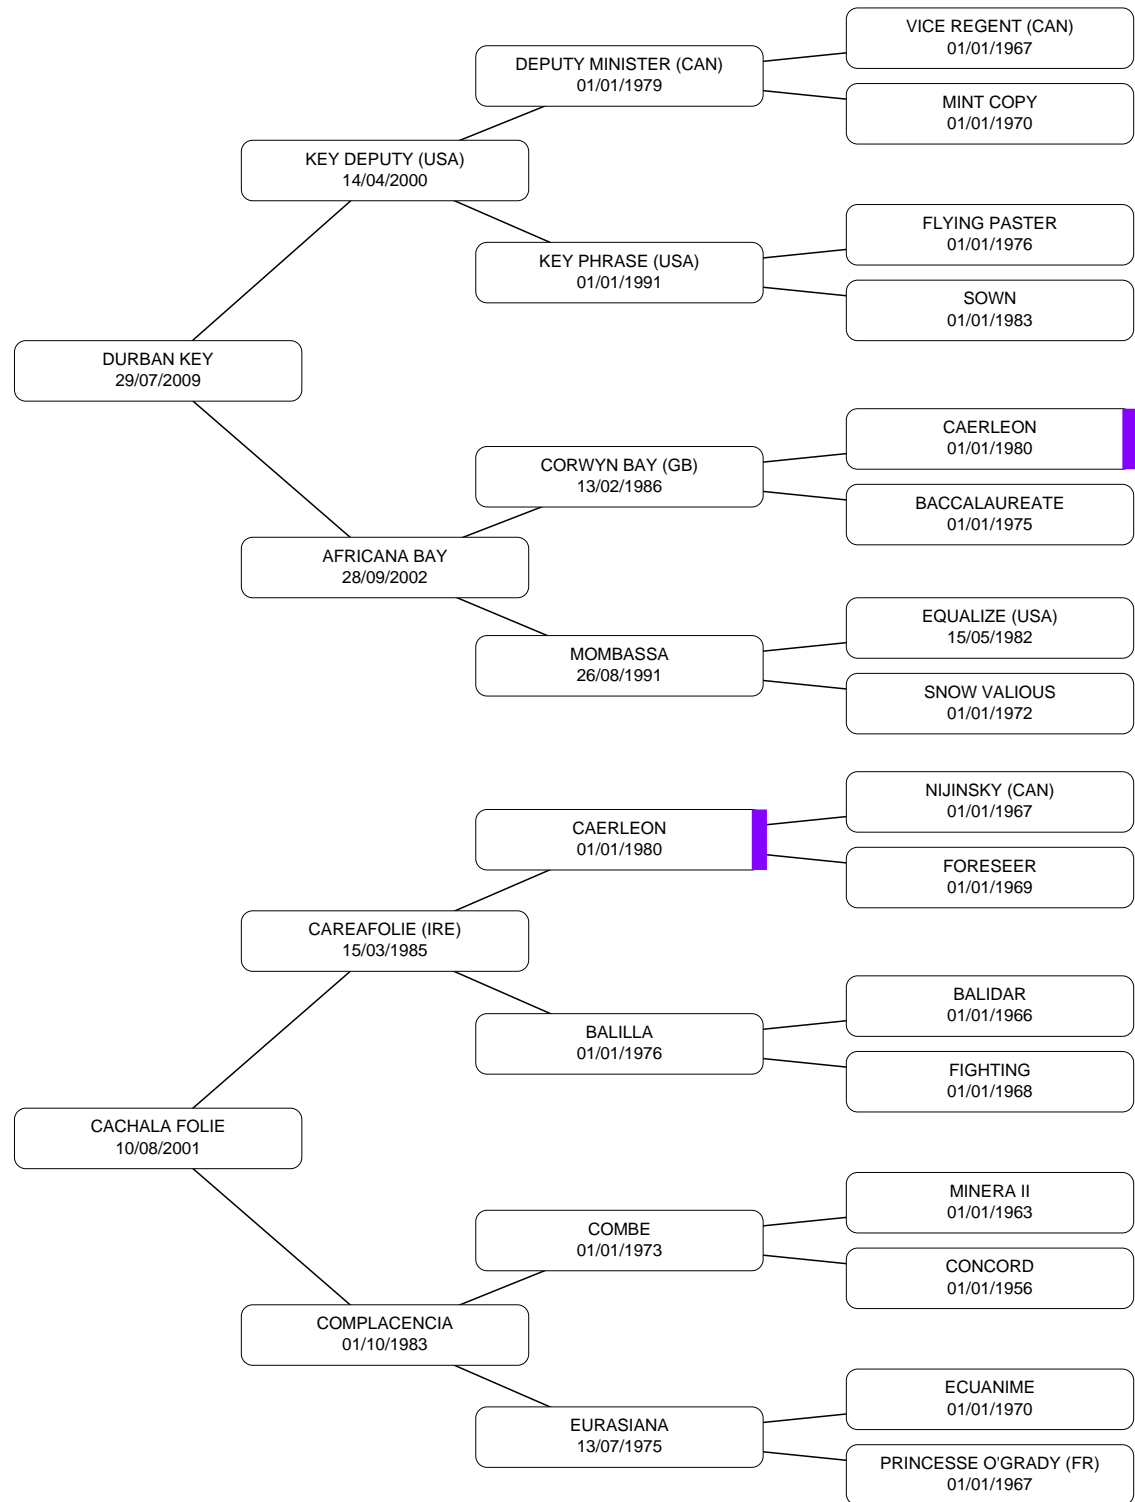 VICE REGENT (CAN)
01/01/1967
DEPUTY MINISTER (CAN)
01/01/1979
MINT COPY
01/01/1970
KEY DEPUTY (USA)
14/04/2000
FLYING PASTER
01/01/1976
KEY PHRASE (USA)
01/01/1991
SOWN
01/01/1983
DURBAN KEY
29/07/2009
CAERLEON
01/01/1980
CORWYN BAY (GB)
13/02/1986
BACCALAUREATE
01/01/1975
AFRICANA BAY
28/09/2002
EQUALIZE (USA)
15/05/1982
MOMBASSA
26/08/1991
SNOW VALIOUS
01/01/1972
NIJINSKY (CAN)
01/01/1967
CAERLEON
01/01/1980
FORESEER
01/01/1969
CAREAFOLIE (IRE)
15/03/1985
BALIDAR
01/01/1966
BALILLA
01/01/1976
FIGHTING
01/01/1968
CACHALA FOLIE
10/08/2001
MINERA II
01/01/1963
COMBE
01/01/1973
CONCORD
01/01/1956
COMPLACENCIA
01/10/1983
ECUANIME
01/01/1970
EURASIANA
13/07/1975
PRINCESSE O'GRADY (FR)
01/01/1967